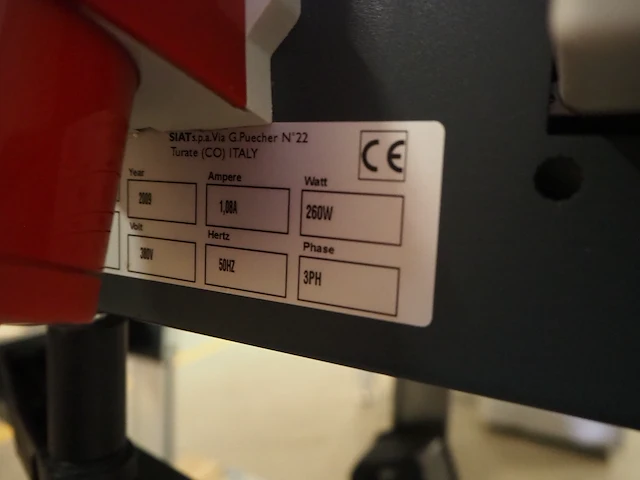 SIAT s.p.a. Via G.Puecher N°22
Turate (CO) ITALY
CE
Year Ampere Watt
2009 1,08A 260W
Volt Hertz Phase
380V 50HZ 3PH